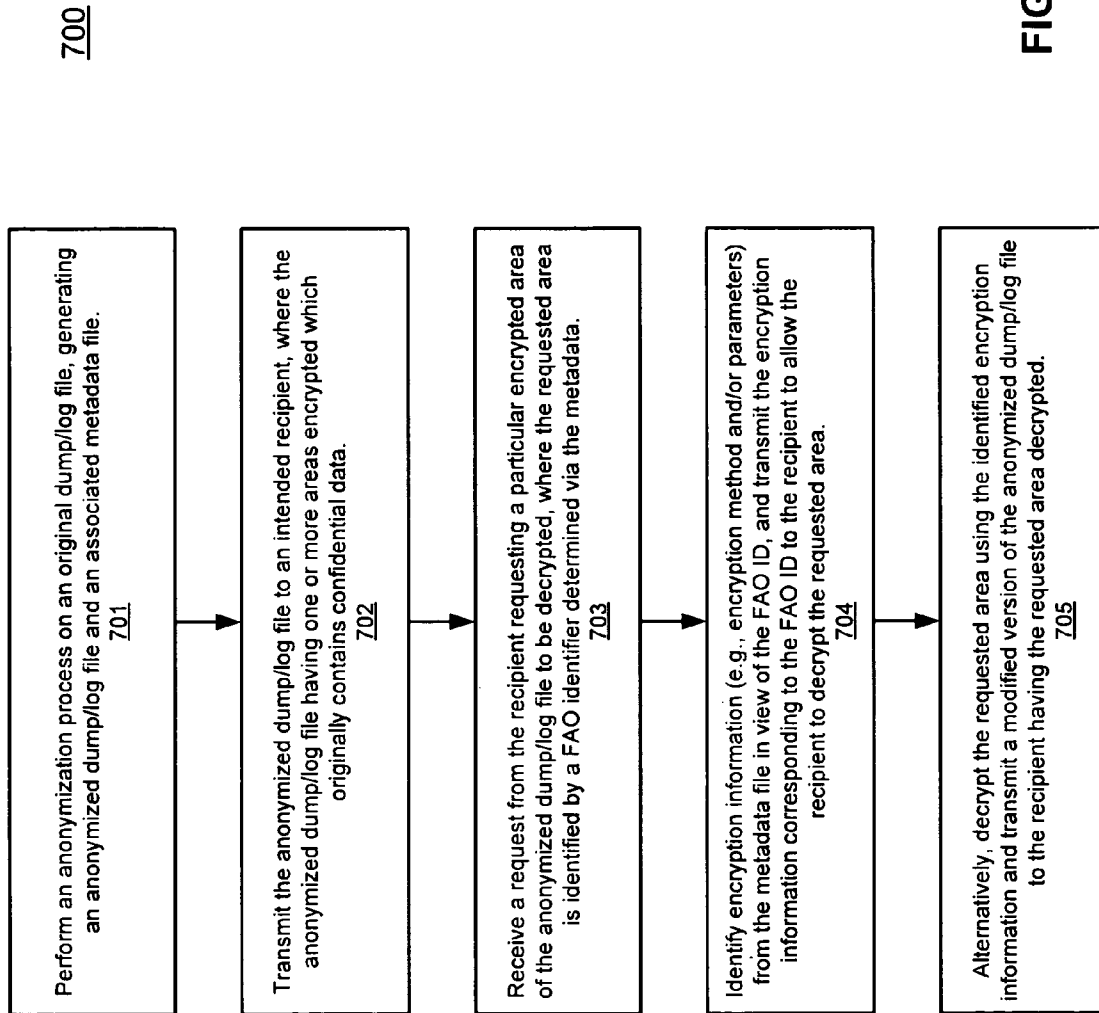 700
Perform an anonymization process on an original dump/log file, generating
an anonymized dump/log file and an associated metadata file.
701
Transmit the anonymized dump/log file to an intended recipient, where the
anonymized dump/log file having one or more areas encrypted which
originally contains confidential data.
702
Receive a request from the recipient requesting a particular encrypted area
of the anonymized dump/log file to be decrypted, where the requested area
is identified by a FAO identifier determined via the metadata.
703
Identify encryption information (e.g., encryption method and/or parameters)
from the metadata file in view of the FAO ID, and transmit the encryption
information corresponding to the FAO ID to the recipient to allow the
recipient to decrypt the requested area.
704
Alternatively, decrypt the requested area using the identified encryption
information and transmit a modified version of the anonymized dump/log file
to the recipient having the requested area decrypted.
705